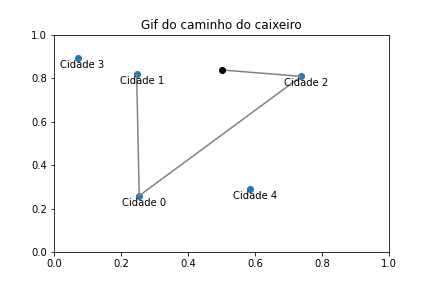 Gif do caminho do caixeiro
1.0
0.8
0.6
0.4
0.2
0.0
Cidade 3
Cidade 1
Cidade 2
Cidade 4
Cidade 0
0.0 0.2 0.4 0.6 0.8 1.0